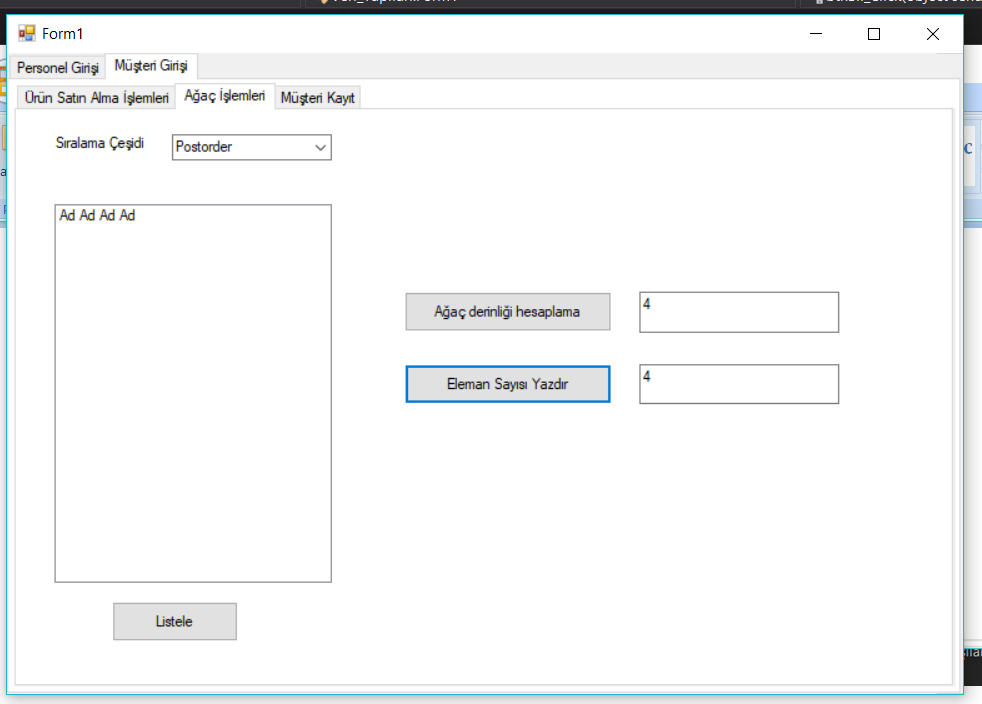 Form1
Personel Girişi Müşteri Girişi
Ürün Satın Alma İşlemleri Ağaç İşlemleri Müşteri Kayıt
Sıralama Çeşidi Postorder
Ad Ad Ad Ad
Ağaç derinliği hesaplama 4
Eleman Sayısı Yazdır 4
Listele